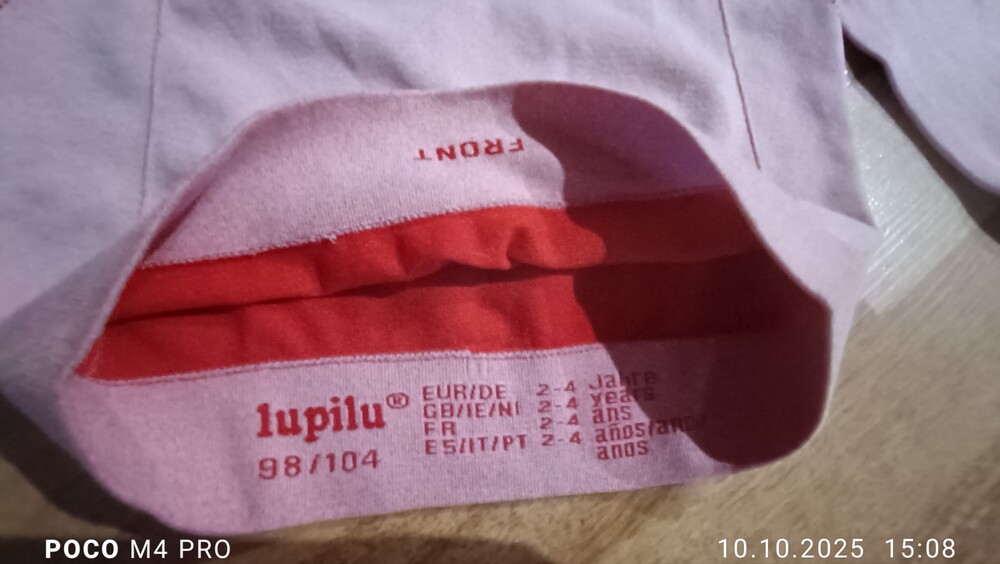 FRONT
lupilu®
98/104
EUR/DE 2-4 Jahre
GB/IE/NI 2-4 years
FR 2-4 ans
ES/IT/PT 2-4 años/anni
anos
POCO M4 PRO
10.10.2025 15:08